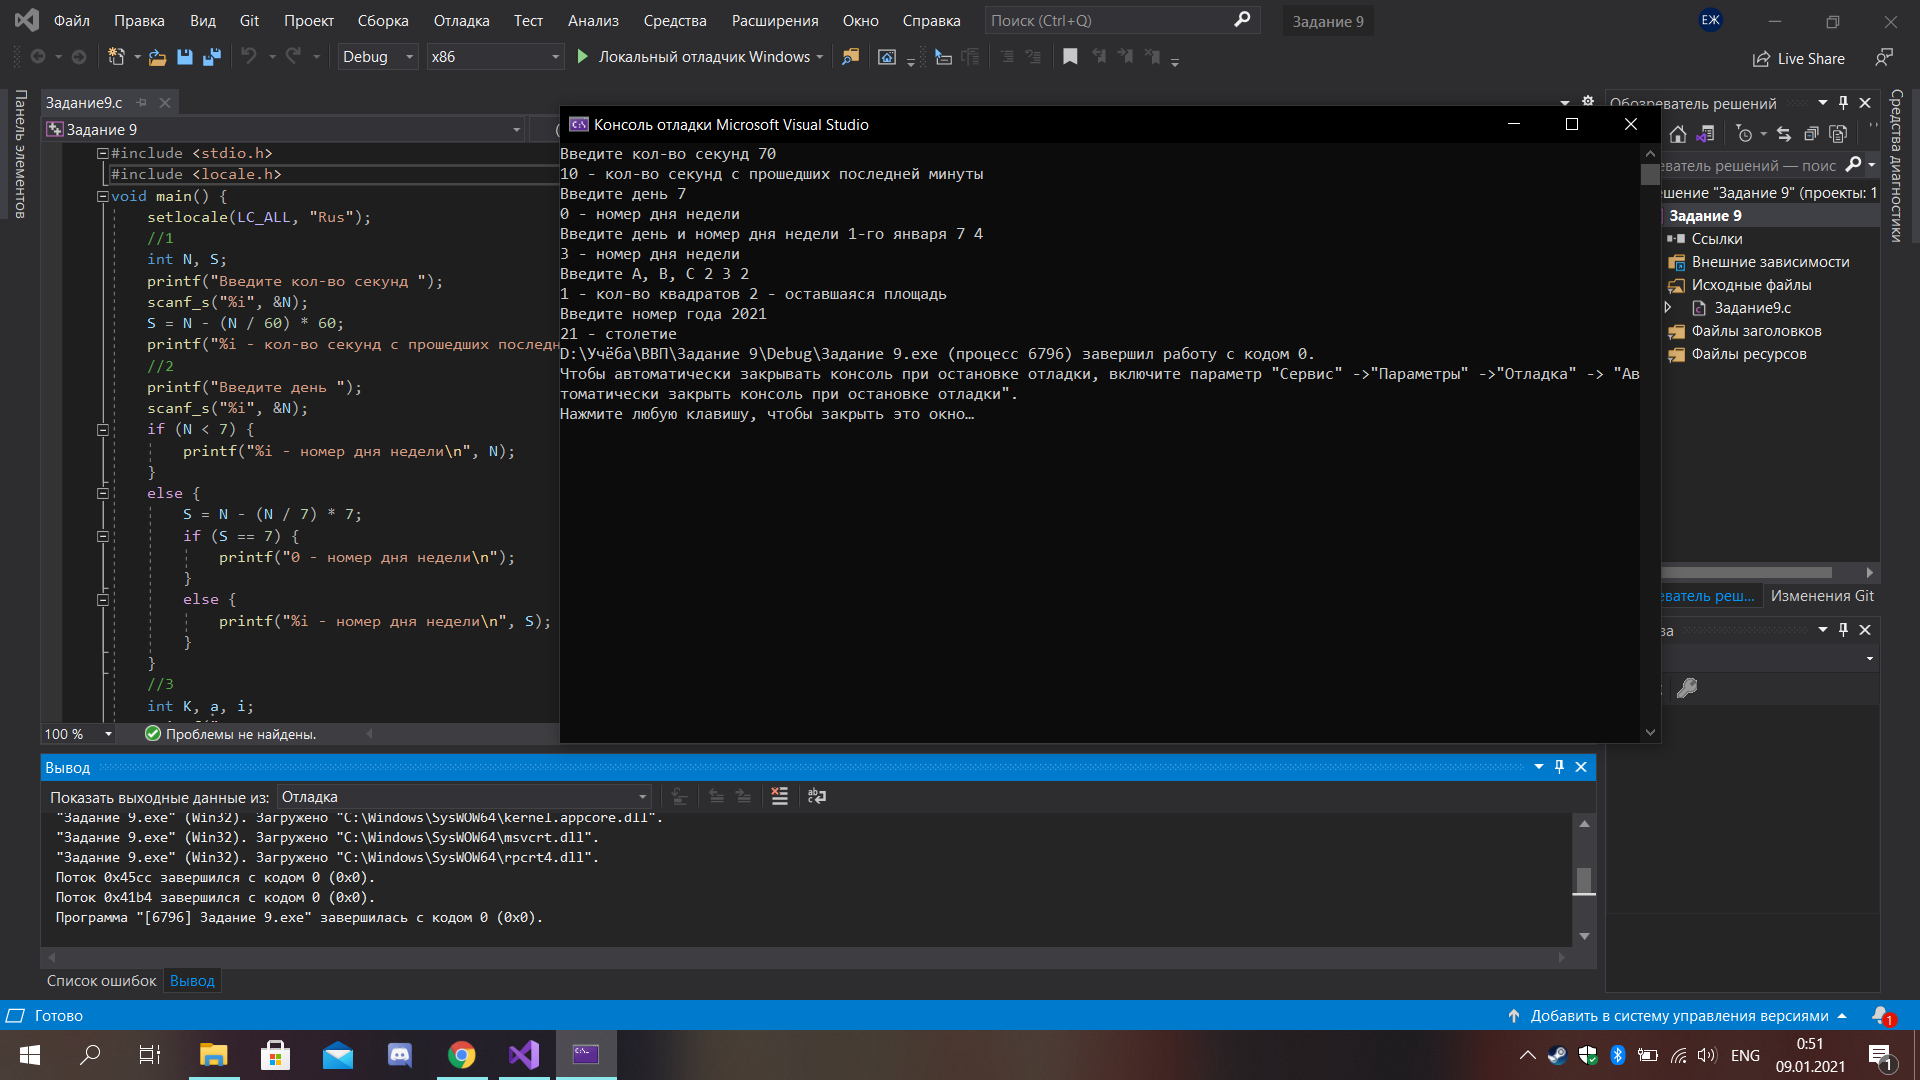 Файл Правка Вид Git Проект Сборка Отладка Тест Анализ Средства Расширения Окно Справка Поиск (Ctrl+Q) Задание 9 ЕЖ
Debug x86 Локальный отладчик Windows Live Share
Панель элементов
Задание9.c
Задание 9
#include <stdio.h>
#include <locale.h>
void main() {
setlocale(LC_ALL, "Rus");
//1
int N, S;
printf("Введите кол-во секунд ");
scanf_s("%i", &N);
S = N - (N / 60) * 60;
printf("%i - кол-во секунд с прошедших последн
//2
printf("Введите день ");
scanf_s("%i", &N);
if (N < 7) {
printf("%i - номер дня недели\n", N);
}
else {
S = N - (N / 7) * 7;
if (S == 7) {
printf("0 - номер дня недели\n");
}
else {
printf("%i - номер дня недели\n", S);
}
}
//3
int K, a, i;
100 % Проблемы не найдены.
Консоль отладки Microsoft Visual Studio
Введите кол-во секунд 70
10 - кол-во секунд с прошедших последней минуты
Введите день 7
0 - номер дня недели
Введите день и номер дня недели 1-го января 7 4
3 - номер дня недели
Введите A, B, C 2 3 2
1 - кол-во квадратов 2 - оставшаяся площадь
Введите номер года 2021
21 - столетие
D:\Учёба\ВВП\Задание 9\Debug\Задание 9.exe (процесс 6796) завершил работу с кодом 0.
Чтобы автоматически закрывать консоль при остановке отладки, включите параметр "Сервис" ->"Параметры" ->"Отладка" -> "Ав
томатически закрыть консоль при остановке отладки".
Нажмите любую клавишу, чтобы закрыть это окно…
Обозреватель решений
еватель решений — поис
шение "Задание 9" (проекты: 1
Задание 9
Ссылки
Внешние зависимости
Исходные файлы
Задание9.c
Файлы заголовков
Файлы ресурсов
еватель реш... Изменения Git
ва
Средства диагностики
Вывод
Показать выходные данные из: Отладка
"Задание 9.exe" (Win32). Загружено "C:\Windows\SysWOW64\kernel.appcore.dll".
"Задание 9.exe" (Win32). Загружено "C:\Windows\SysWOW64\msvcrt.dll".
"Задание 9.exe" (Win32). Загружено "C:\Windows\SysWOW64\rpcrt4.dll".
Поток 0x45cc завершился с кодом 0 (0x0).
Поток 0x41b4 завершился с кодом 0 (0x0).
Программа "[6796] Задание 9.exe" завершилась с кодом 0 (0x0).
Список ошибок Вывод
Готово Добавить в систему управления версиями 1
ENG 0:51
09.01.2021 1